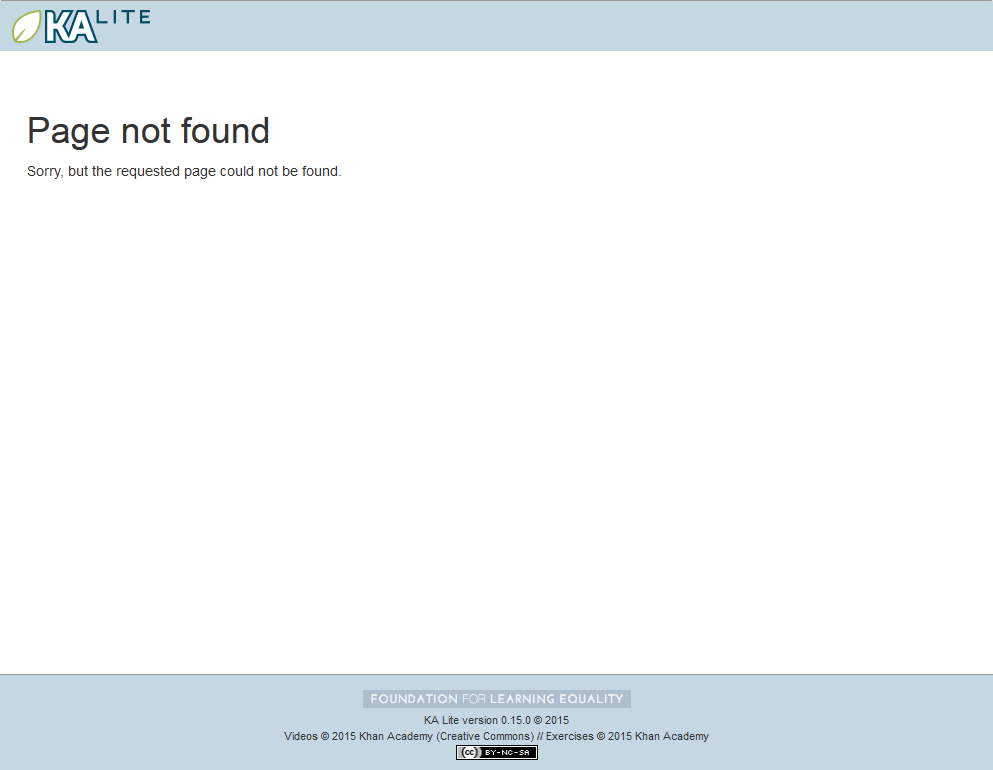 KA LITE
Page not found
Sorry, but the requested page could not be found.
FOUNDATION FOR LEARNING EQUALITY
KA Lite version 0.15.0 © 2015
Videos © 2015 Khan Academy (Creative Commons) // Exercises © 2015 Khan Academy
cc BY-NC-SA